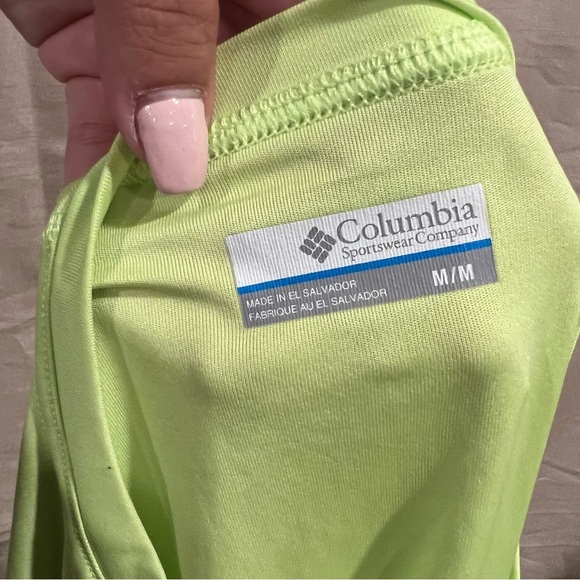 Columbia
Sportswear Company
MADE IN EL SALVADOR
FABRIQUE AU EL SALVADOR
M/M